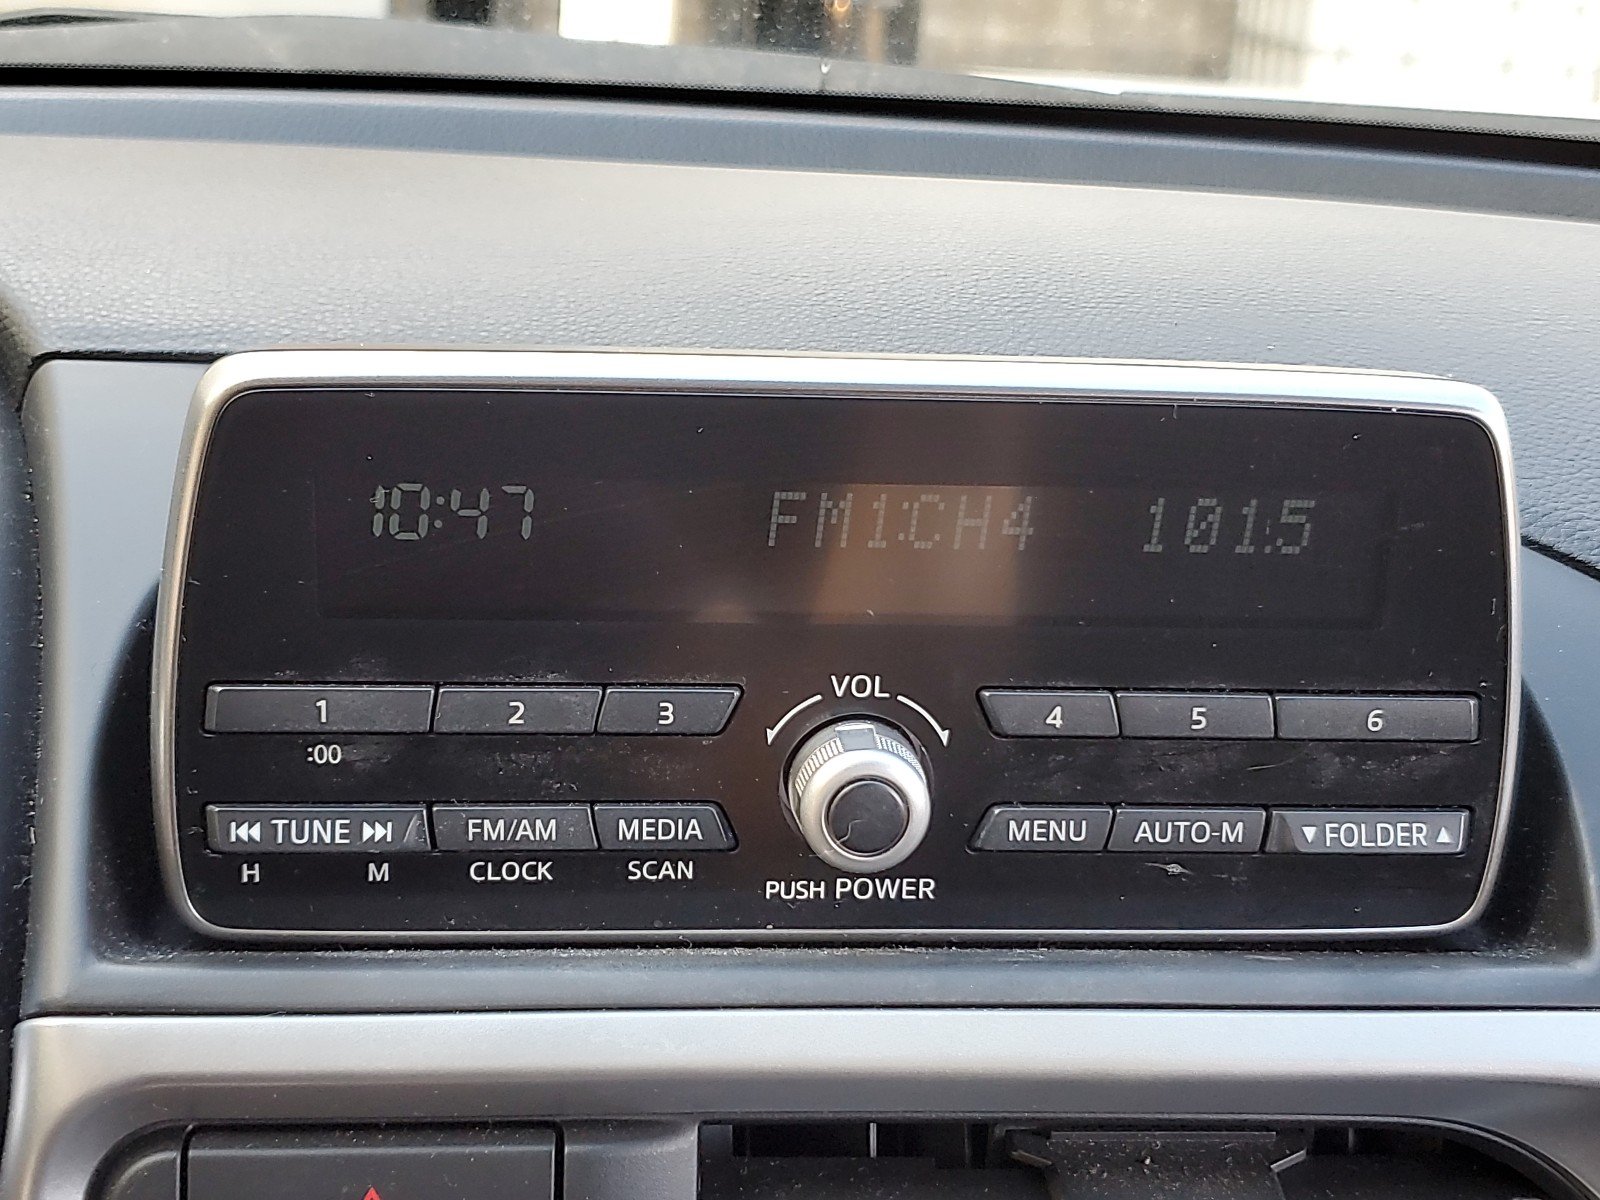 10:47 FM1:CH4 101.5
VOL
1 2 3 4 5 6
:00
TUNE FM/AM MEDIA MENU AUTO-M ▼ FOLDER ▲
H M CLOCK SCAN
PUSH POWER